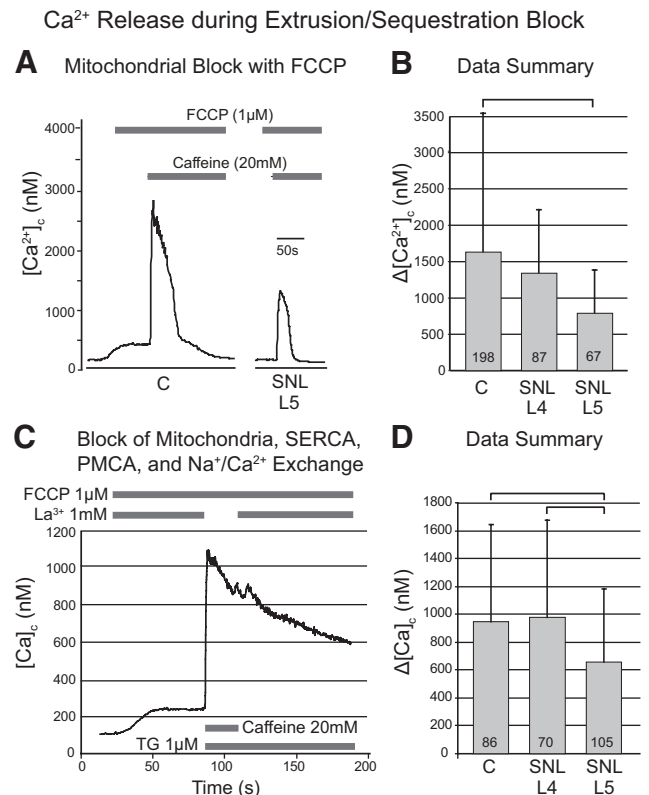 Ca²⁺ Release during Extrusion/Sequestration Block
A Mitochondrial Block with FCCP
FCCP (1μM)
Caffeine (20mM)
[Ca²⁺]c (nM)
4000
3000
2000
1000
0
50s
C
SNL
L5
B Data Summary
Δ[Ca²⁺]c (nM)
3500
3000
2500
2000
1500
1000
500
0
198
87
67
C
SNL
L4
SNL
L5
C Block of Mitochondria, SERCA,
PMCA, and Na⁺/Ca²⁺ Exchange
FCCP 1μM
La³⁺ 1mM
[Ca]c (nM)
1200
1000
800
600
400
200
0
Caffeine 20mM
TG 1μM
0 50 100 150 200
Time (s)
D Data Summary
Δ[Ca]c (nM)
1800
1600
1400
1200
1000
800
600
400
200
0
86
70
105
C
SNL
L4
SNL
L5